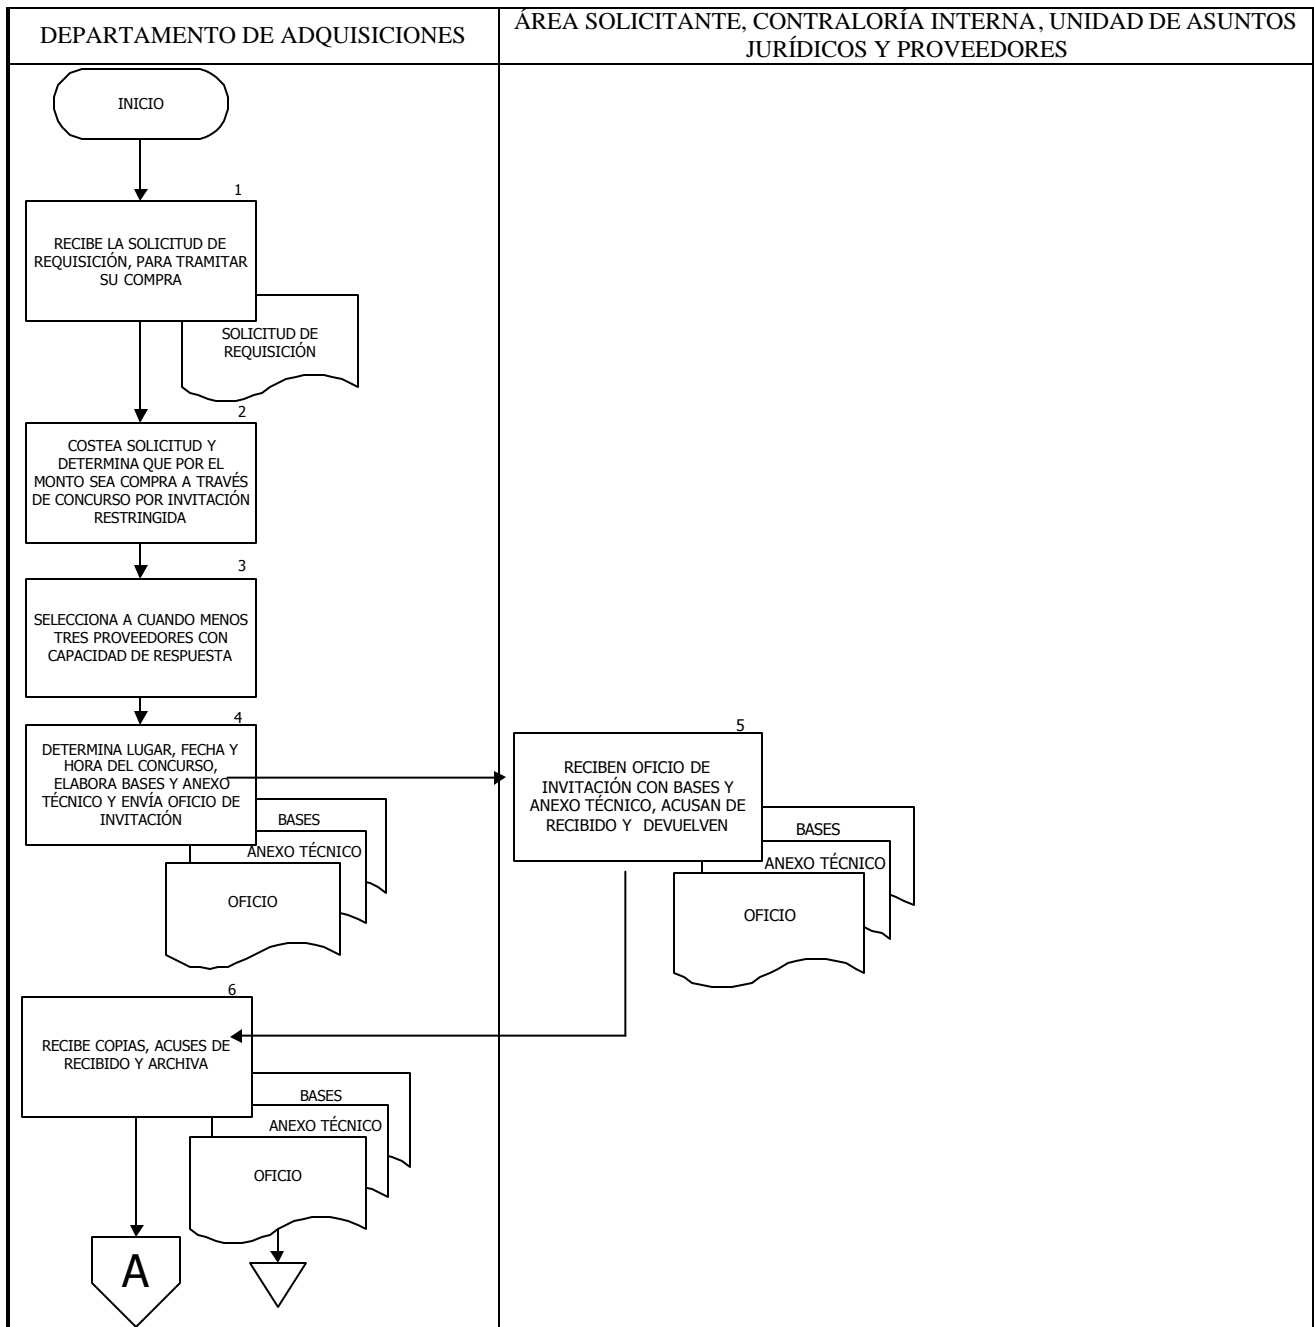 DEPARTAMENTO DE ADQUISICIONES
ÁREA SOLICITANTE, CONTRALORÍA INTERNA, UNIDAD DE ASUNTOS
JURÍDICOS Y PROVEEDORES
INICIO
1
RECIBE LA SOLICITUD DE
REQUISICIÓN, PARA TRAMITAR
SU COMPRA
SOLICITUD DE
REQUISICIÓN
2
COSTEA SOLICITUD Y
DETERMINA QUE POR EL
MONTO SEA COMPRA A TRAVÉS
DE CONCURSO POR INVITACIÓN
RESTRINGIDA
3
SELECCIONA A CUANDO MENOS
TRES PROVEEDORES CON
CAPACIDAD DE RESPUESTA
4
DETERMINA LUGAR, FECHA Y
HORA DEL CONCURSO,
ELABORA BASES Y ANEXO
TÉCNICO Y ENVÍA OFICIO DE
INVITACIÓN
BASES
ANEXO TÉCNICO
OFICIO
5
RECIBEN OFICIO DE
INVITACIÓN CON BASES Y
ANEXO TÉCNICO, ACUSAN DE
RECIBIDO Y DEVUELVEN
BASES
ANEXO TÉCNICO
OFICIO
6
RECIBE COPIAS, ACUSES DE
RECIBIDO Y ARCHIVA
BASES
ANEXO TÉCNICO
OFICIO
A